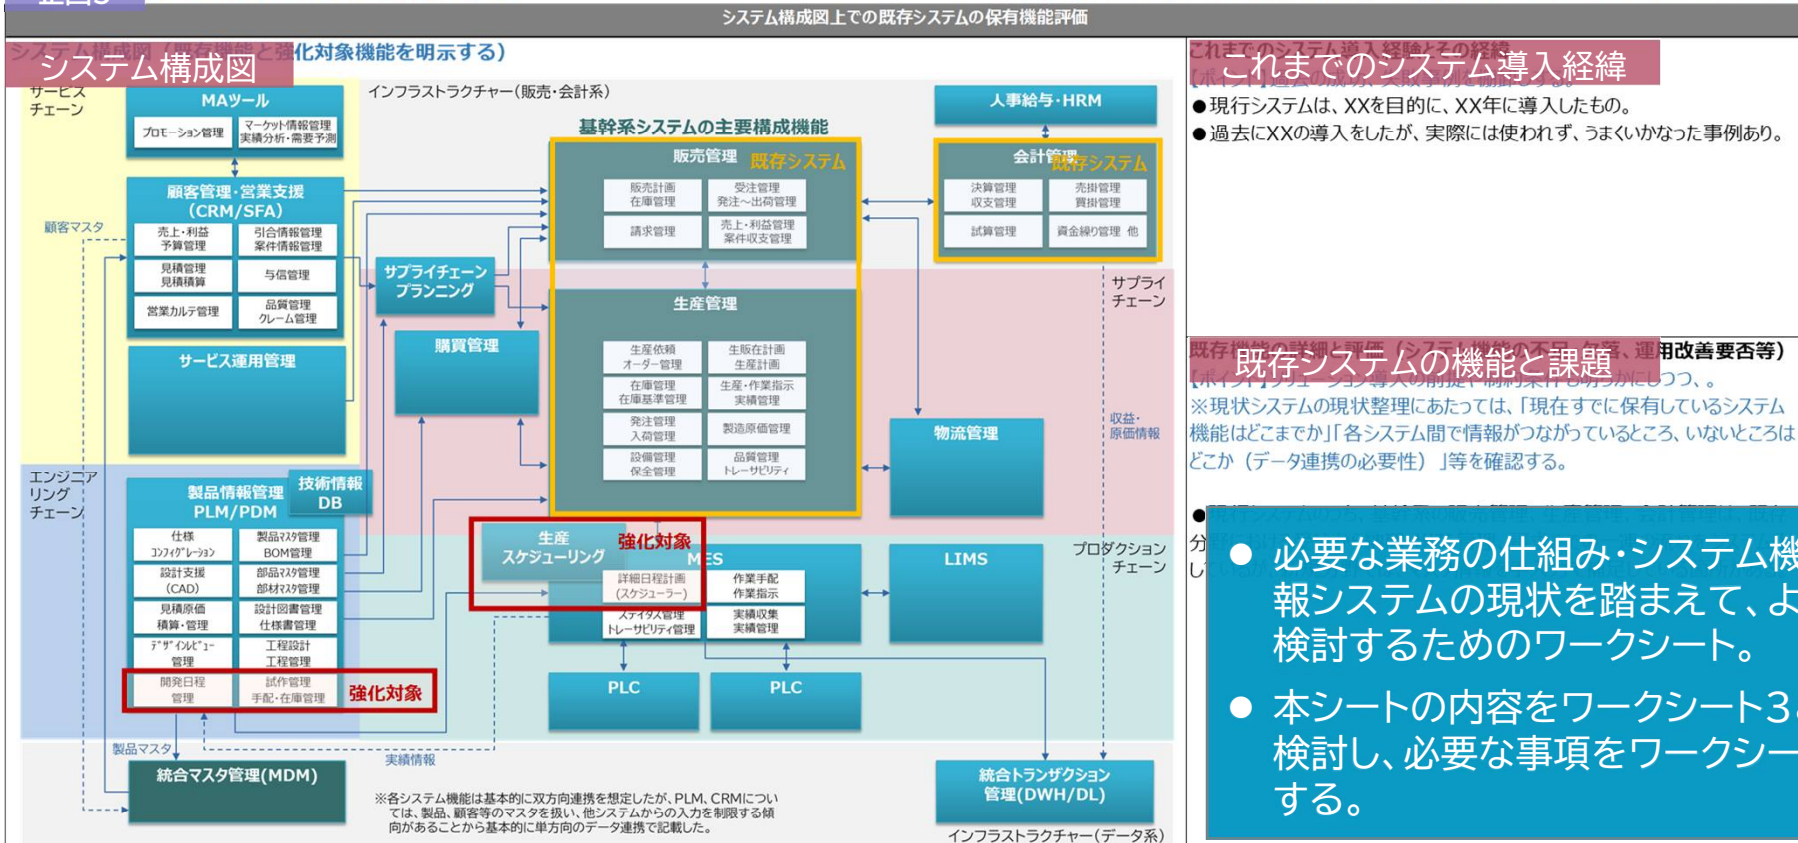 システム構成図上での既存システムの保有機能評価
化対象機能を明示する)
システム構成図
サービス
チェーン
MAツール
プロモーション管理
マーケット情報管理
実績分析・需要予測
顧客管理・営業支援
(CRM/SFA)
売上・利益
予算管理
引合情報管理
案件情報管理
見積管理
見積積算
与信管理
営業カルテ管理
品質管理
クレーム管理
サービス運用管理
顧客マスタ
インフラストラクチャー(販売・会計系)
基幹系システムの主要構成機能
販売管理
既存システム
販売計画
在庫管理
受注管理
発注~出荷管理
請求管理
売上・利益管理
案件収支管理
人事給与・HRM
会計管理
既存システム
決算管理
収支管理
売掛管理
買掛管理
試算管理
資金繰り管理 他
サプライチェーン
プランニング
購買管理
生産管理
生産依頼
オーダー管理
生販在計画
生産計画
在庫管理
在庫基準管理
生産・作業指示
実績管理
発注管理
入荷管理
製造原価管理
設備管理
保全管理
品質管理
トレーサビリティ
サプライ
チェーン
物流管理
収益・
原価情報
エンジニア
リング
チェーン
製品情報管理
PLM/PDM
技術情報
DB
仕様
コンフィグレーション
製品マスタ管理
BOM管理
設計支援
(CAD)
部品マスタ管理
部材マスタ管理
見積原価
積算・管理
設計図書管理
仕様書管理
デザインレビュー
管理
工程設計
工程管理
開発日程
管理
試作管理
手配・在庫管理
強化対象
生産
スケジューリング
強化対象
MES
詳細日程計画
(スケジューラー)
作業手配
作業指示
ステイタス管理
トレーサビリティ管理
実績収集
実績管理
LIMS
プロダクション
チェーン
PLC
PLC
製品マスタ
実績情報
統合マスタ管理(MDM)
※各システム機能は基本的に双方向連携を想定したが、PLM、CRMについ
ては、製品、顧客等のマスタを扱い、他システムからの入力を制限する傾
向があることから基本的に単方向のデータ連携で記載した。
統合トランザクション
管理(DWH/DL)
インフラストラクチャー(データ系)
これまでのシステム導入経緯
●現行システムは、XXを目的に、XX年に導入したもの。
●過去にXXの導入をしたが、実際には使われず、うまくいかなった事例あり。
既存システムの機能と課題
用改善要否等)
※現状システムの現状整理にあたっては、「現在すでに保有しているシステム
機能はどこまでか」「各システム間で情報がつながっているところ、いないところは
どこか(データ連携の必要性)」等を確認する。
● 必要な業務の仕組み・システム機
報システムの現状を踏まえて、よ
検討するためのワークシート。
● 本シートの内容をワークシート3
検討し、必要な事項をワークシー
する。